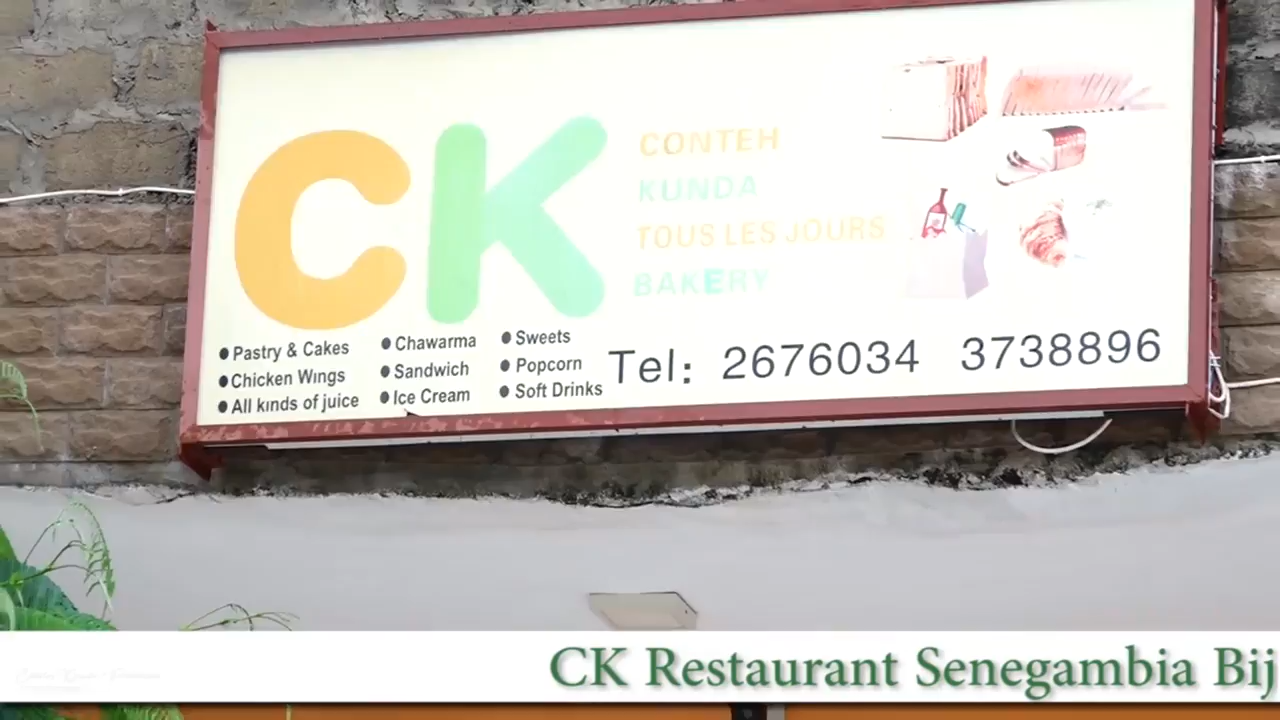 CK
CONTEH
KUNDA
TOUS LES JOURS
BAKERY
Pastry & Cakes
Chicken Wings
All kinds of juice
Chawarma
Sandwich
Ice Cream
Sweets
Popcorn
Soft Drinks
Tel: 2676034 3738896
CK Restaurant Senegambia Bij